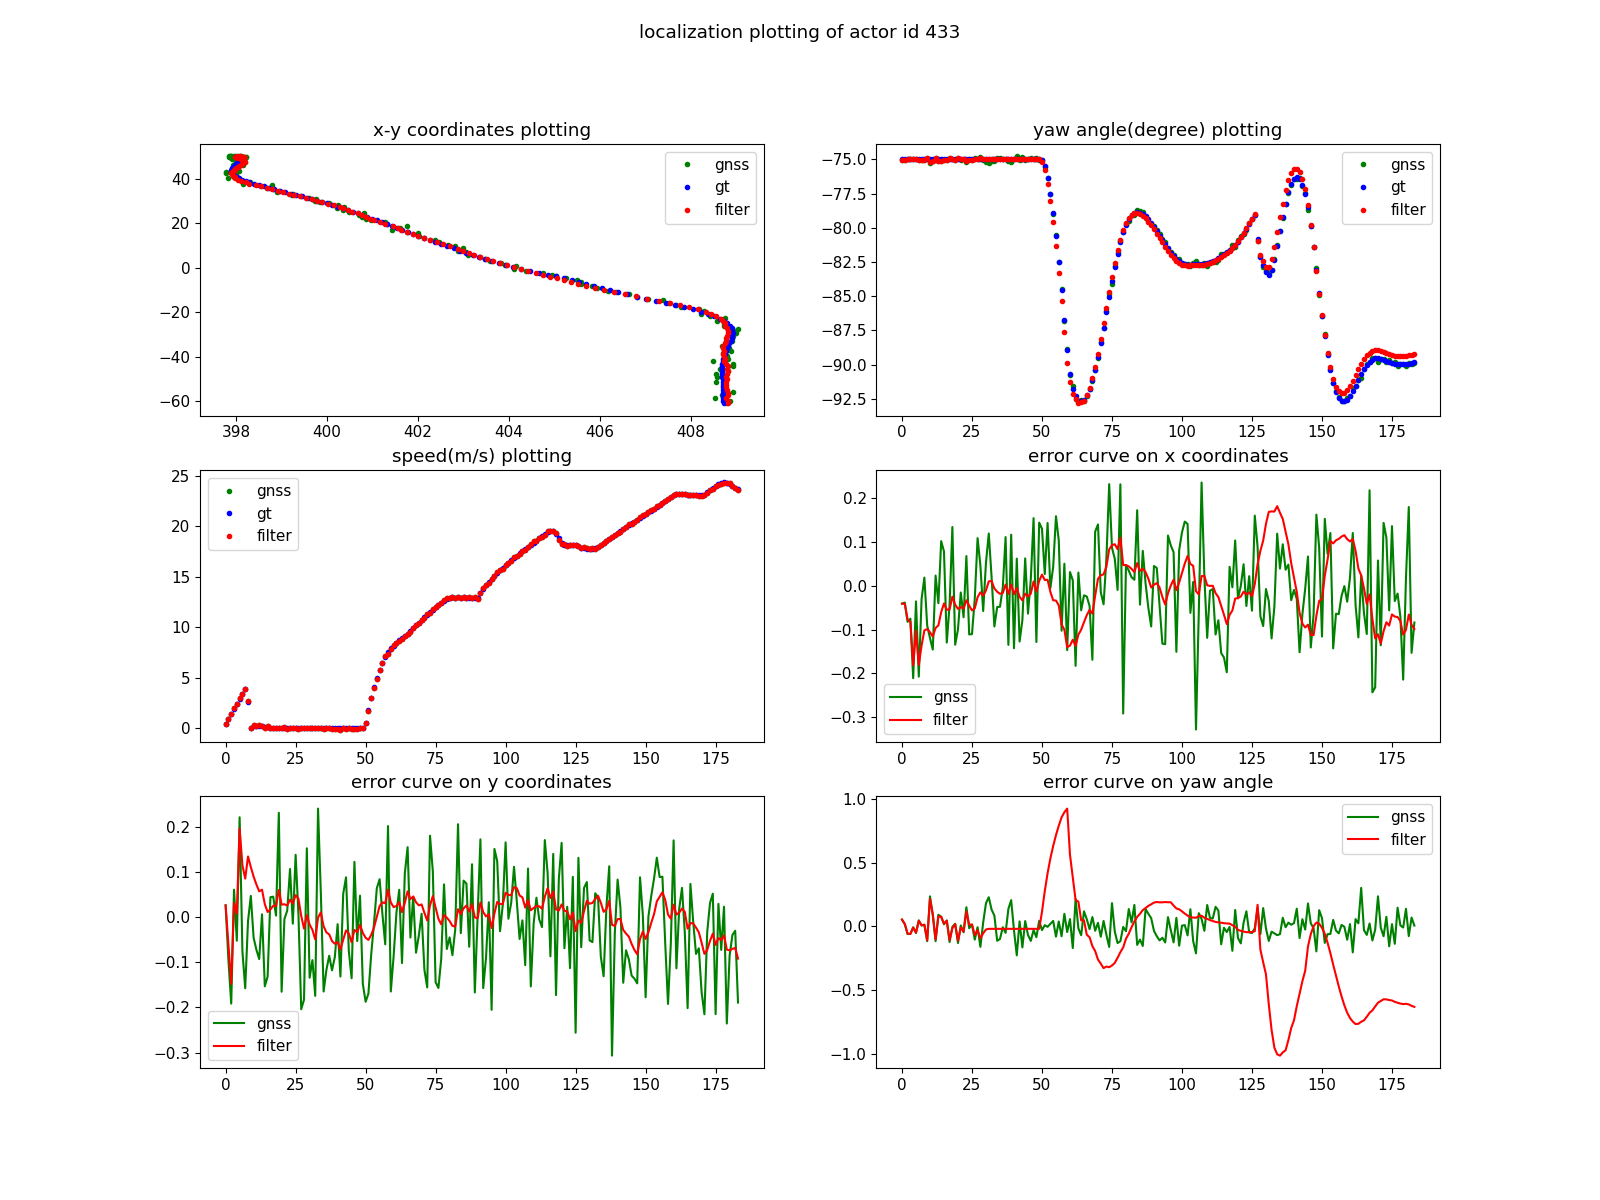 localization plotting of actor id 433
x-y coordinates plotting
40
20
0
−20
−40
−60
398 400 402 404 406 408
gnss
gt
filter
yaw angle(degree) plotting
−75.0
−77.5
−80.0
−82.5
−85.0
−87.5
−90.0
−92.5
0 25 50 75 100 125 150 175
gnss
gt
filter
speed(m/s) plotting
25
20
15
10
5
0
0 25 50 75 100 125 150 175
gnss
gt
filter
error curve on x coordinates
0.2
0.1
0.0
−0.1
−0.2
−0.3
0 25 50 75 100 125 150 175
gnss
filter
error curve on y coordinates
0.2
0.1
0.0
−0.1
−0.2
−0.3
0 25 50 75 100 125 150 175
gnss
filter
error curve on yaw angle
1.0
0.5
0.0
−0.5
−1.0
0 25 50 75 100 125 150 175
gnss
filter